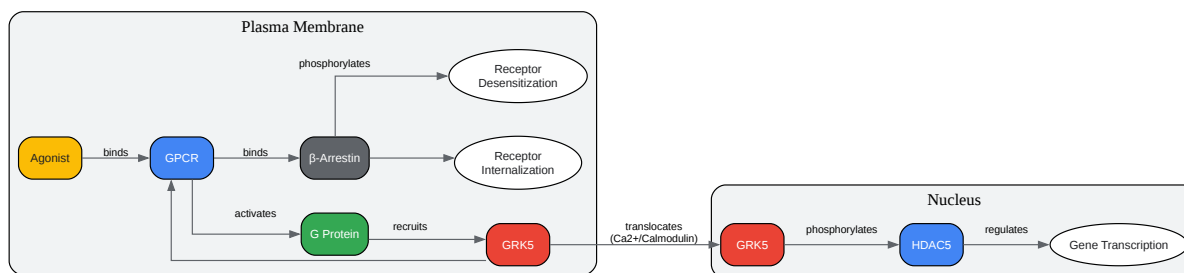 Plasma Membrane
phosphorylates
Receptor
Desensitization
Agonist
binds
GPCR
binds
β-Arrestin
Receptor
Internalization
activates
G Protein
recruits
GRK5
translocates
(Ca2+/Calmodulin)
Nucleus
GRK5
phosphorylates
HDAC5
regulates
Gene Transcription